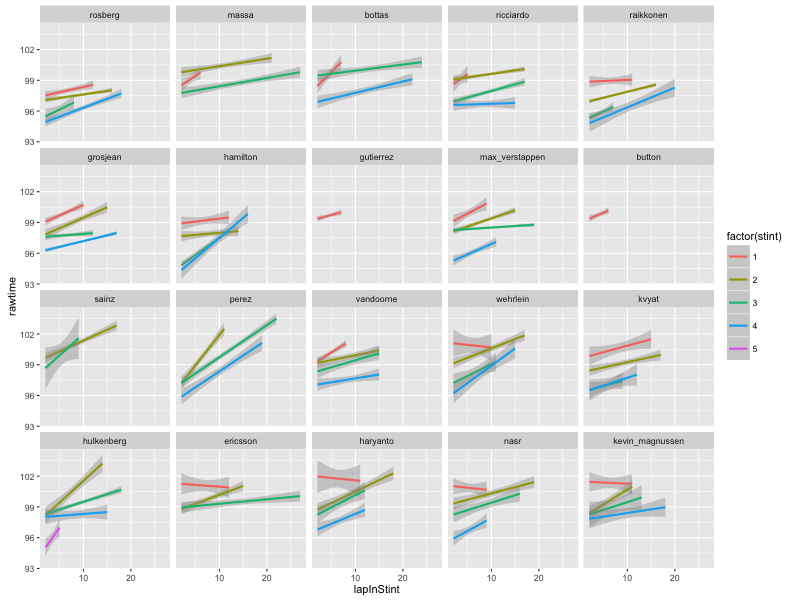 rosberg massa bottas ricciardo raikkonen
102
99
96
93
grosjean hamilton gutierrez max_verstappen button
102
99
96
93
sainz perez vandoorne wehrlein kvyat
102
99
96
93
hulkenberg ericsson haryanto nasr kevin_magnussen
102
99
96
93
10 20 10 20 10 20 10 20 10 20
lapInStint
rawtime
factor(stint)
1
2
3
4
5